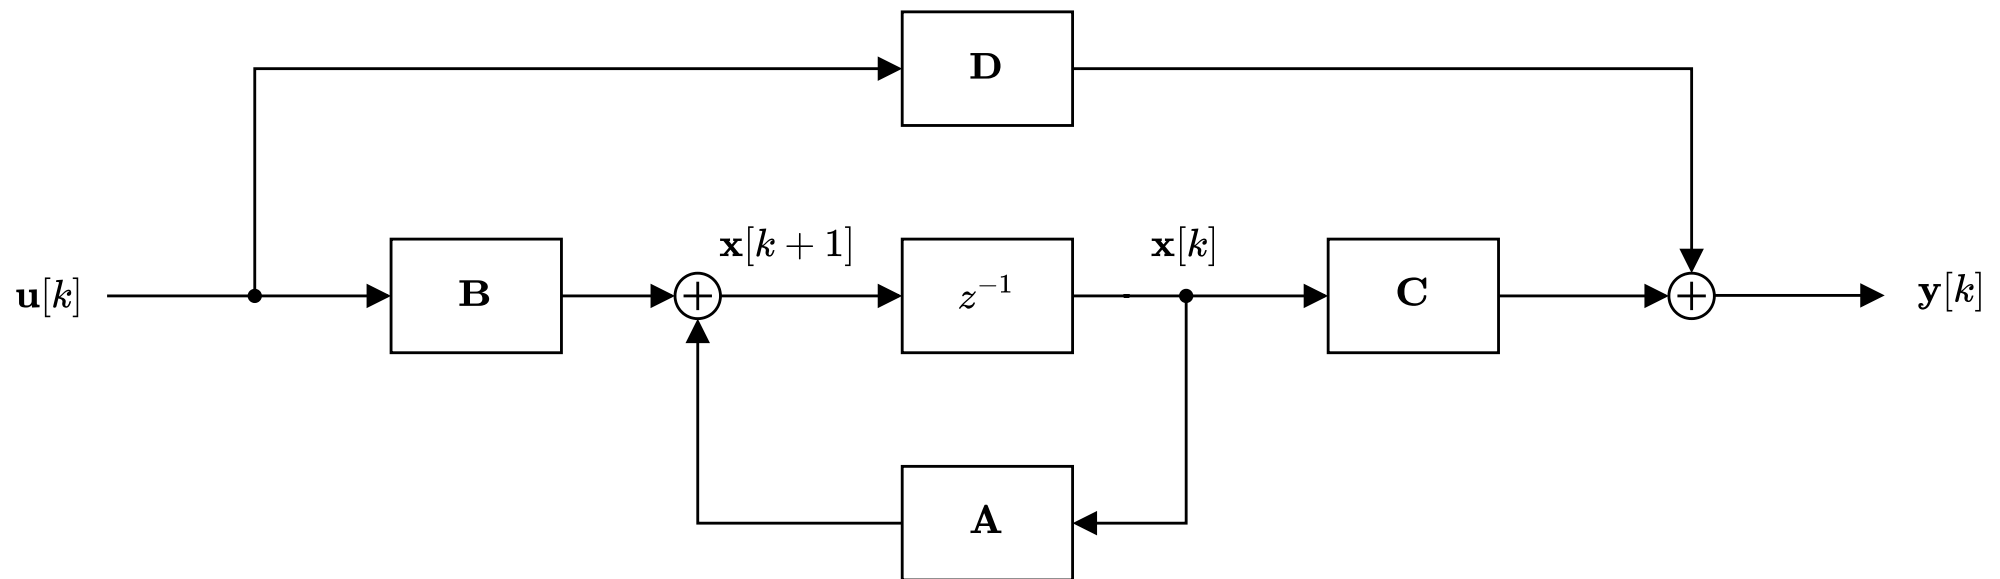 D
u[k]
B
x[k + 1]
z⁻¹
x[k]
C
y[k]
A